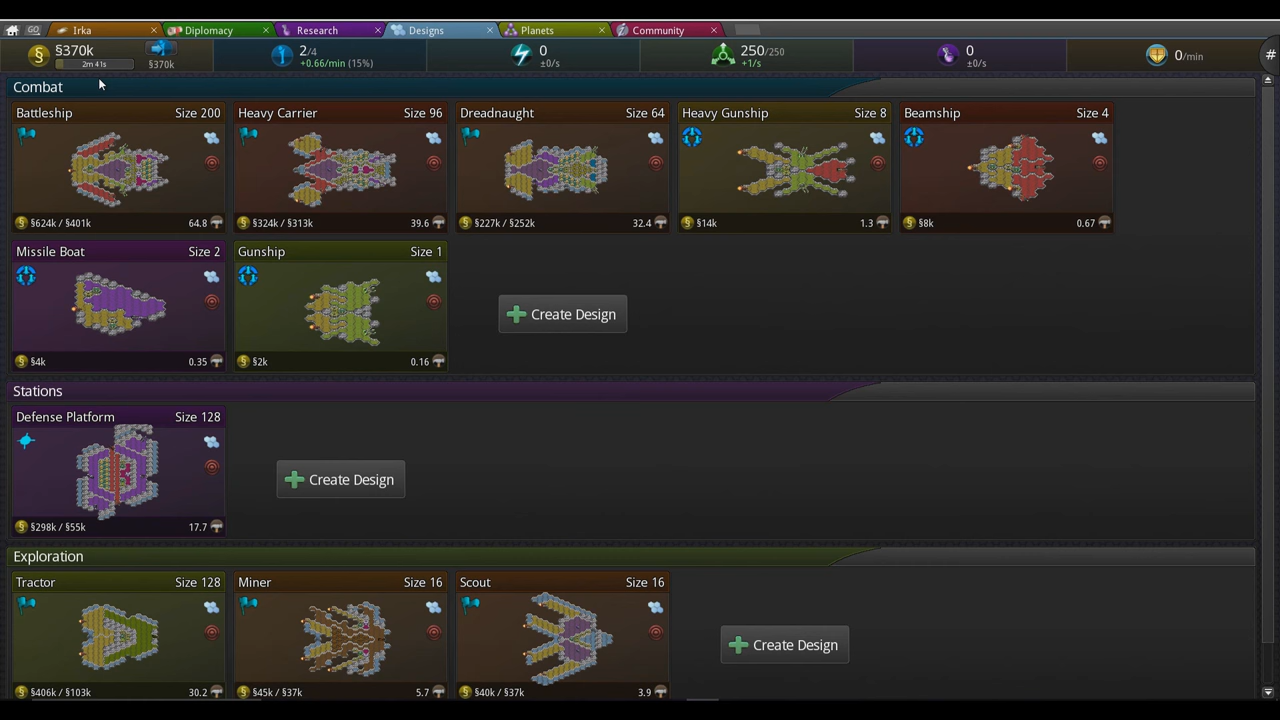 GO Irka × Diplomacy × Research × Designs × Planets × Community ×
§ §370k 2/4 0 250/250 0 0/min #
2m 41s §370k +0.66/min (15%) ±0/s +1/s ±0/s
Combat
Battleship Size 200 Heavy Carrier Size 96 Dreadnaught Size 64 Heavy Gunship Size 8 Beamship Size 4
§ §624k / §401k 64.8 § §324k / §313k 39.6 § §227k / §252k 32.4 § §14k 1.3 § §8k 0.67
Missile Boat Size 2 Gunship Size 1
Create Design
§ §4k 0.35 § §2k 0.16
Stations
Defense Platform Size 128
Create Design
§ §298k / §55k 17.7
Exploration
Tractor Size 128 Miner Size 16 Scout Size 16
Create Design
§ §406k / §103k 30.2 § §45k / §37k 5.7 § §40k / §37k 3.9